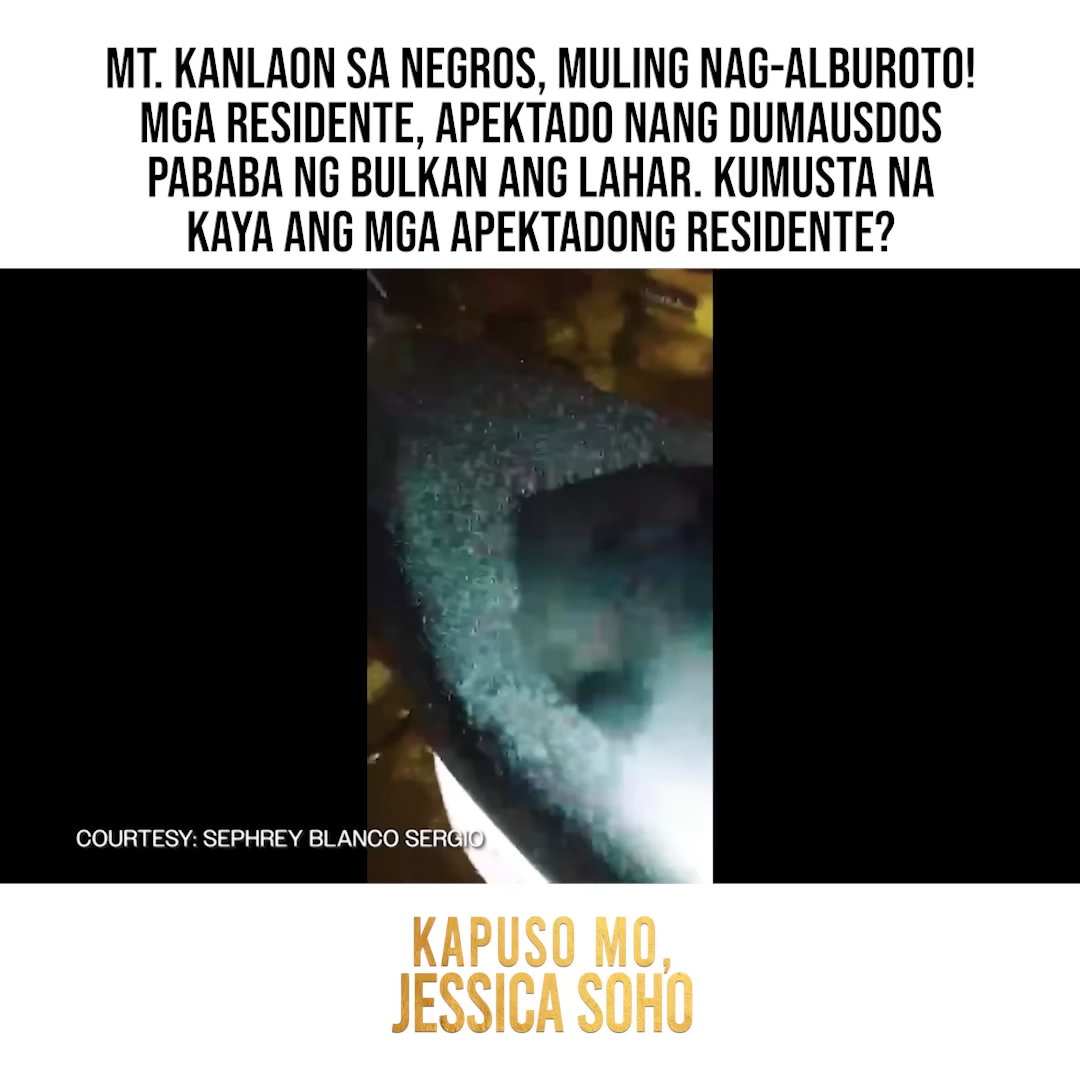 MT. KANLAON SA NEGROS, MULING NAG-ALBUROTO!
MGA RESIDENTE, APEKTADO NANG DUMAUSDOS
PABABA NG BULKAN ANG LAHAR. KUMUSTA NA
KAYA ANG MGA APEKTADONG RESIDENTE?
COURTESY: SEPHREY BLANCO SERGIO
KAPUSO MO,
JESSICA SOHO